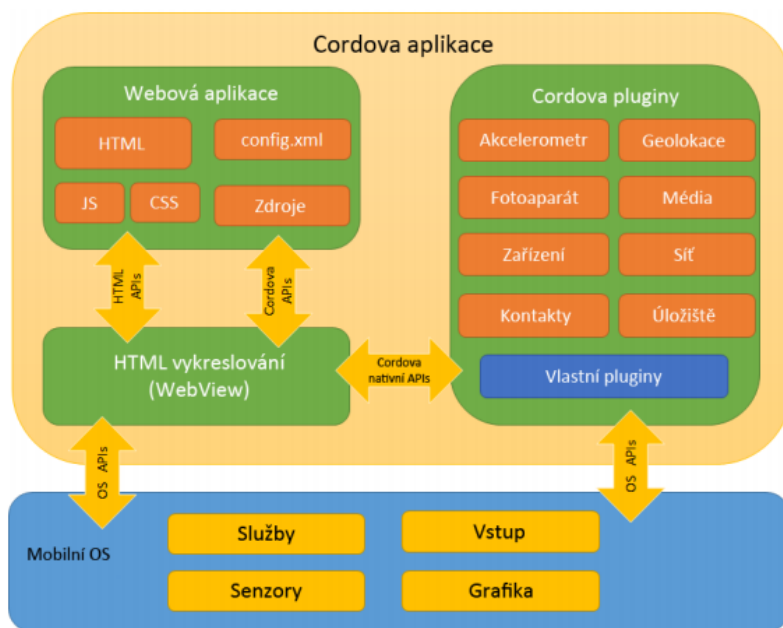 Cordova aplikace
Webová aplikace
HTML
config.xml
JS
CSS
Zdroje
HTML
APIs
Cordova
APIs
HTML vykreslování
(WebView)
Cordova
nativní APIs
Cordova pluginy
Akcelerometr
Geolokace
Fotoaparát
Média
Zařízení
Síť
Kontakty
Úložiště
Vlastní pluginy
OS APIs
OS APIs
Mobilní OS
Služby
Vstup
Senzory
Grafika